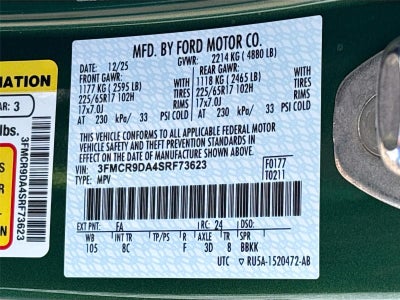 MFD. BY FORD MOTOR CO.
12/25 GVWR: 2214 KG ( 4880 LB)
FRONT GAWR: REAR GAWR:
1177 KG ( 2595 LB) WITH 1118 KG ( 2465 LB) WITH
225/65R17 102H TIRES 225/65R17 102H TIRES
17x7.0J RIMS 17x7.0J RIMS
AT 230 kPa/ 33 PSI COLD AT 230 kPa/ 33 PSI COLD
THIS VEHICLE CONFORMS TO ALL APPLICABLE FEDERAL MOTOR
VEHICLE SAFETY AND THEFT PREVENTION STANDARDS IN
EFFECT ON THE DATE OF MANUFACTURE SHOWN ABOVE.
VIN: 3FMCR9DA4SRF73623
TYPE: MPV
F0177
T0211
EXT PNT: FA RC: 24 DSO:
WB INT TR TP/PS R AXLE TR SPR
105 8C F 3D 8 BBKK
UTC RU5A-1520472-AB
MATION
AR: 3
lbs.
3FMCR9DA4SRF73623